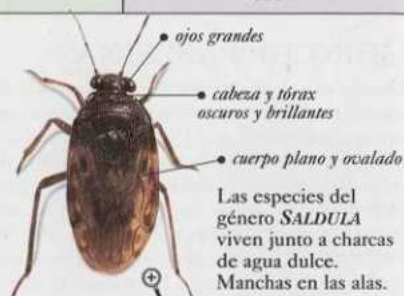 ojos grandes
cabeza y tórax
oscuros y brillantes
cuerpo plano y ovalado
Las especies del
género SALDULA
viven junto a charcas
de agua dulce.
Manchas en las alas.